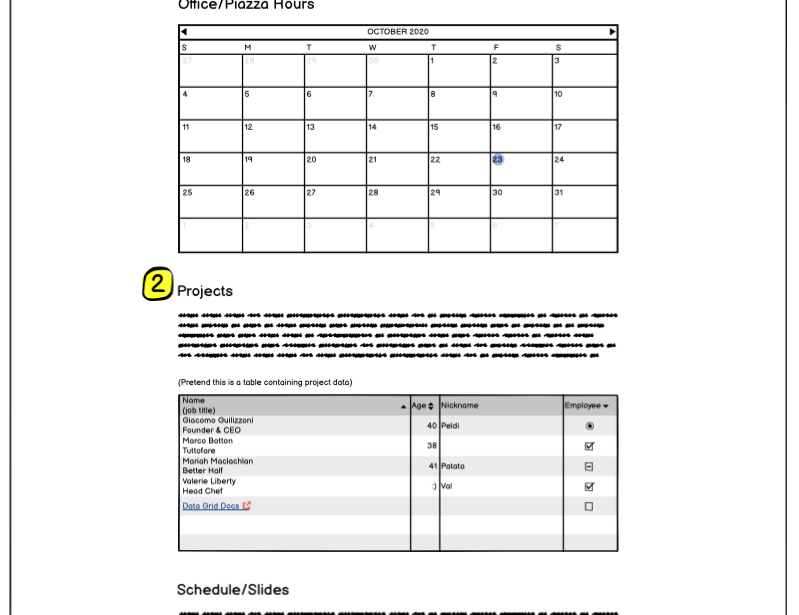 Office/Piazza Hours
OCTOBER 2020
S M T W T F S
27 28 29 30 1 2 3
4 5 6 7 8 9 10
11 12 13 14 15 16 17
18 19 20 21 22 23 24
25 26 27 28 29 30 31
1 2 3 4 5 6 7
2
Projects
(Pretend this is a table containing project data)
Name
(job title) Age Nickname Employee
Giacomo Guilizzoni
Founder & CEO 40 Peldi
Marco Botton
Tuttofare 38
Mariah Maclachlan
Better Half 41 Patata
Valerie Liberty
Head Chef :) Val
Data Grid Docs
Schedule/Slides